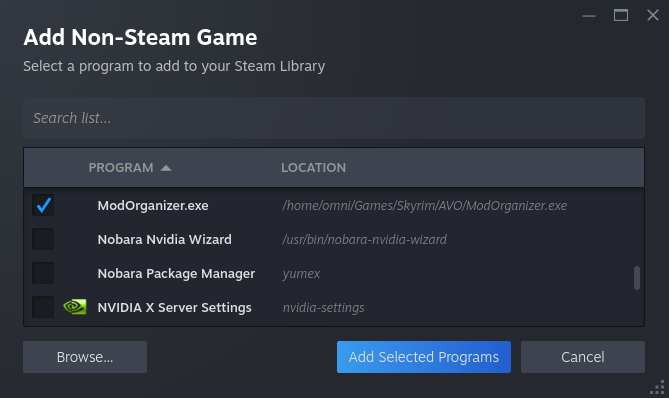 Add Non-Steam Game
Select a program to add to your Steam Library
Search list...
PROGRAM LOCATION
ModOrganizer.exe /home/omni/Games/Skyrim/AVO/ModOrganizer.exe
Nobara Nvidia Wizard /usr/bin/nobara-nvidia-wizard
Nobara Package Manager yumex
NVIDIA X Server Settings nvidia-settings
Browse... Add Selected Programs Cancel